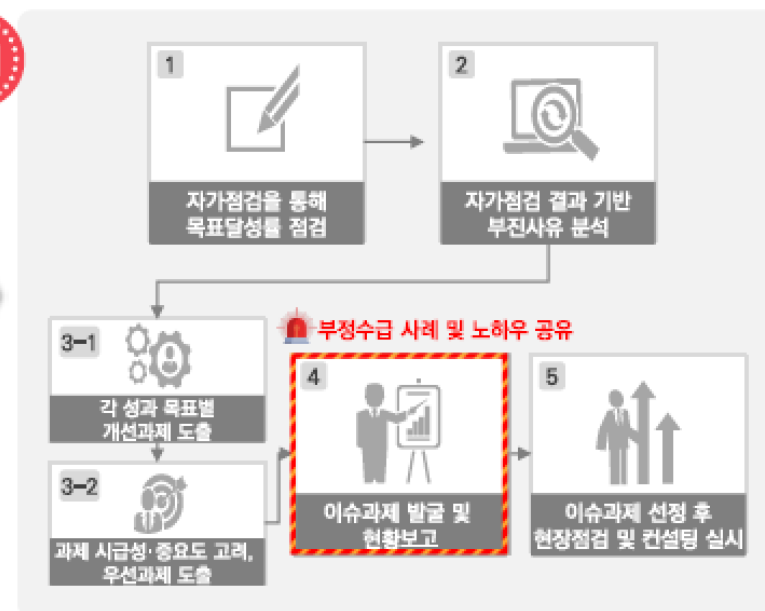 1
자가점검을 통해
목표달성률 점검
2
자가점검 결과 기반
부진사유 분석
3-1
각 성과 목표별
개선과제 도출
3-2
과제 시급성·중요도 고려,
우선과제 도출
부정수급 사례 및 노하우 공유
4
이슈과제 발굴 및
현황보고
5
이슈과제 선정 후
현장점검 및 컨설팅 실시